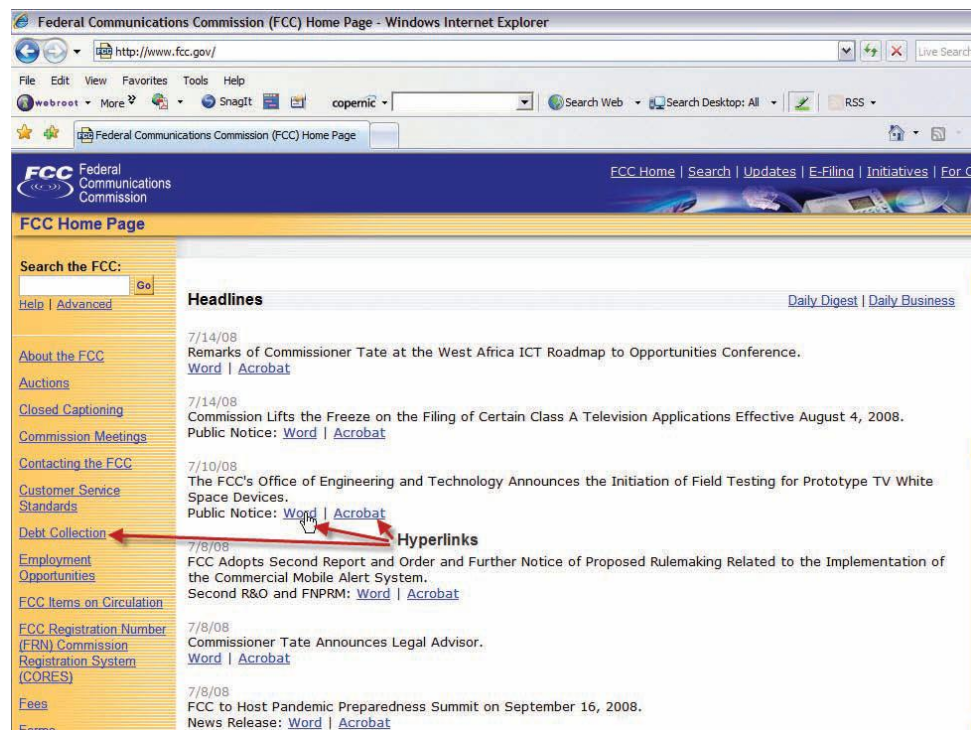 Federal Communications Commission (FCC) Home Page - Windows Internet Explorer
http://www.fcc.gov/
Live Search
File Edit View Favorites Tools Help
webroot More SnagIt copernic Search Web Search Desktop: All RSS
Federal Communications Commission (FCC) Home Page
FCC Federal
Communications
Commission
FCC Home | Search | Updates | E-Filing | Initiatives | For
FCC Home Page
Search the FCC:
Go
Help | Advanced
About the FCC
Auctions
Closed Captioning
Commission Meetings
Contacting the FCC
Customer Service
Standards
Debt Collection
Employment
Opportunities
FCC Items on Circulation
FCC Registration Number
(FRN) Commission
Registration System
(CORES)
Fees
Forms
Headlines
Daily Digest | Daily Business
7/14/08
Remarks of Commissioner Tate at the West Africa ICT Roadmap to Opportunities Conference.
Word | Acrobat
7/14/08
Commission Lifts the Freeze on the Filing of Certain Class A Television Applications Effective August 4, 2008.
Public Notice: Word | Acrobat
7/10/08
The FCC's Office of Engineering and Technology Announces the Initiation of Field Testing for Prototype TV White
Space Devices.
Public Notice: Word | Acrobat
Hyperlinks
7/8/08
FCC Adopts Second Report and Order and Further Notice of Proposed Rulemaking Related to the Implementation of
the Commercial Mobile Alert System.
Second R&O and FNPRM: Word | Acrobat
7/8/08
Commissioner Tate Announces Legal Advisor.
Word | Acrobat
7/8/08
FCC to Host Pandemic Preparedness Summit on September 16, 2008.
News Release: Word | Acrobat